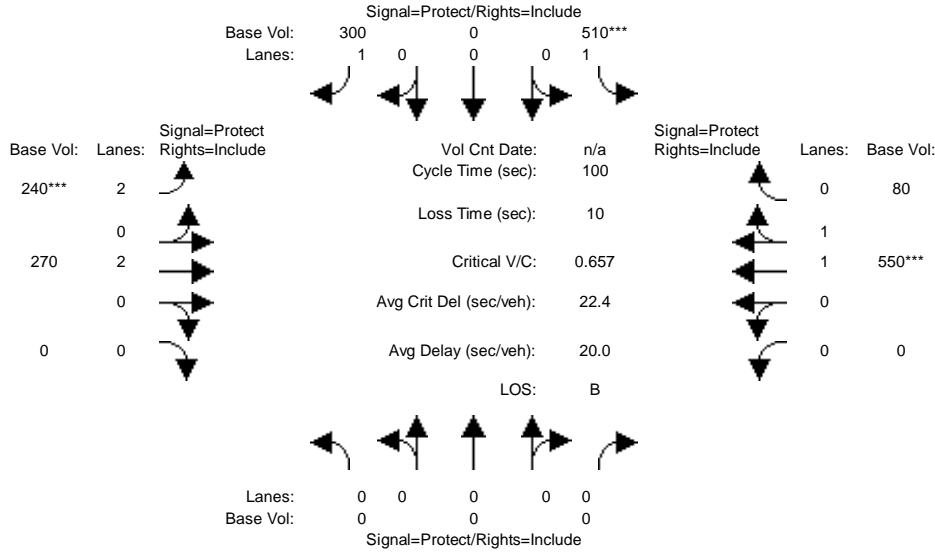 Signal=Protect/Rights=Include
Base Vol: 300 0 510***
Lanes: 1 0 0 0 1
Signal=Protect
Rights=Include
Base Vol: Lanes:
Vol Cnt Date: n/a
Signal=Protect
Rights=Include
Lanes: Base Vol:
Cycle Time (sec): 100
240*** 2
0 80
Loss Time (sec): 10
0
1
270 2
Critical V/C: 0.657
1 550***
0
Avg Crit Del (sec/veh): 22.4
0
0 0
Avg Delay (sec/veh): 20.0
0 0
LOS: B
Lanes: 0 0 0 0 0
Base Vol: 0 0 0
Signal=Protect/Rights=Include